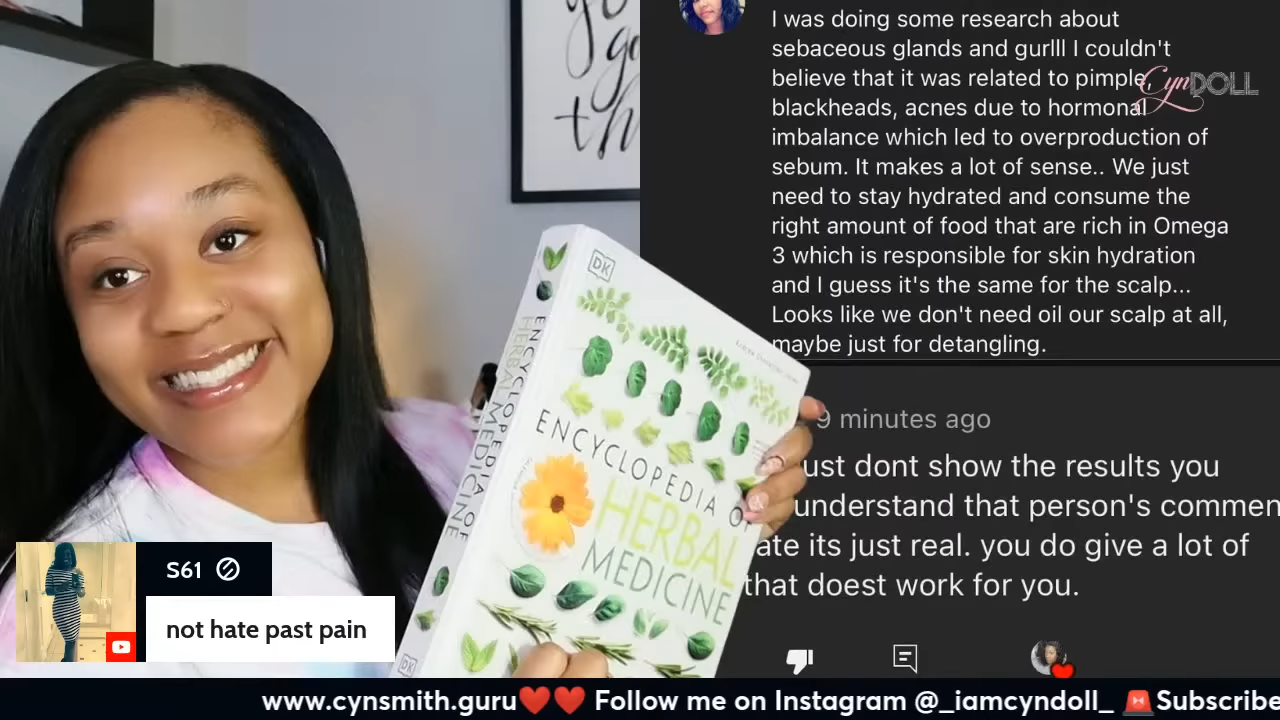 I was doing some research about
sebaceous glands and gurlll I couldn't
believe that it was related to pimple
blackheads, acnes due to hormonal
imbalance which led to overproduction of
sebum. It makes a lot of sense.. We just
need to stay hydrated and consume the
right amount of food that are rich in Omega
3 which is responsible for skin hydration
and I guess it's the same for the scalp...
Looks like we don't need oil our scalp at all,
maybe just for detangling.
CynDOLL
9 minutes ago
ust dont show the results you
understand that person's commen
ate its just real. you do give a lot of
that doest work for you.
DK
ENCYCLOPEDIA OF
HERBAL
MEDICINE
ENCYCLOPEDIA OF
HERBAL MEDICINE
DK
S61
not hate past pain
www.cynsmith.guru❤️❤️ Follow me on Instagram @_iamcyndoll_ 🚨Subscribe